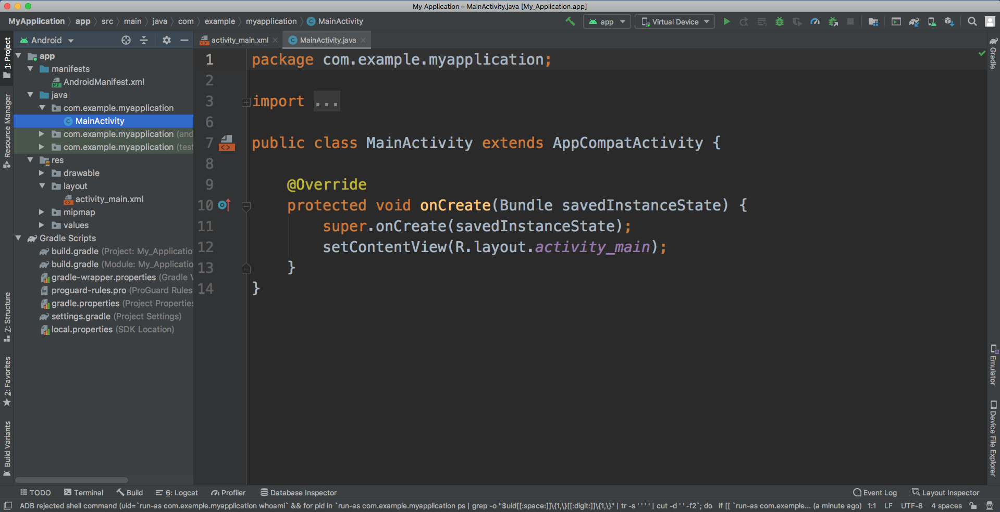 My Application – MainActivity.java [My_Application.app]
MyApplication app src main java com example myapplication MainActivity
app Virtual Device
1: Project
Resource Manager
7: Structure
2: Favorites
Build Variants
Android
app
manifests
AndroidManifest.xml
java
com.example.myapplication
MainActivity
com.example.myapplication (and
com.example.myapplication (test
res
drawable
layout
activity_main.xml
mipmap
values
Gradle Scripts
build.gradle (Project: My_Application
build.gradle (Module: My_Applicatio
gradle-wrapper.properties (Gradle V
proguard-rules.pro (ProGuard Rules
gradle.properties (Project Properties
settings.gradle (Project Settings)
local.properties (SDK Location)
activity_main.xml MainActivity.java
1 package com.example.myapplication;
2
3 import ...
6
7 public class MainActivity extends AppCompatActivity {
8
9 @Override
10 protected void onCreate(Bundle savedInstanceState) {
11 super.onCreate(savedInstanceState);
12 setContentView(R.layout.activity_main);
13 }
14 }
Gradle
Emulator
Device File Explorer
TODO Terminal Build 6: Logcat Profiler Database Inspector Event Log Layout Inspector
ADB rejected shell command (uid=`run-as com.example.myapplication whoami` && for pid in `run-as com.example.myapplication ps | grep -o "$uid[[:space:]]\{1,\}[[:digit:]]\{1,\}" | tr -s ' ' ' ' | cut -d ' ' -f2`; do if [[ `run-as com.example... (a minute ago) 1:1 LF UTF-8 4 spaces